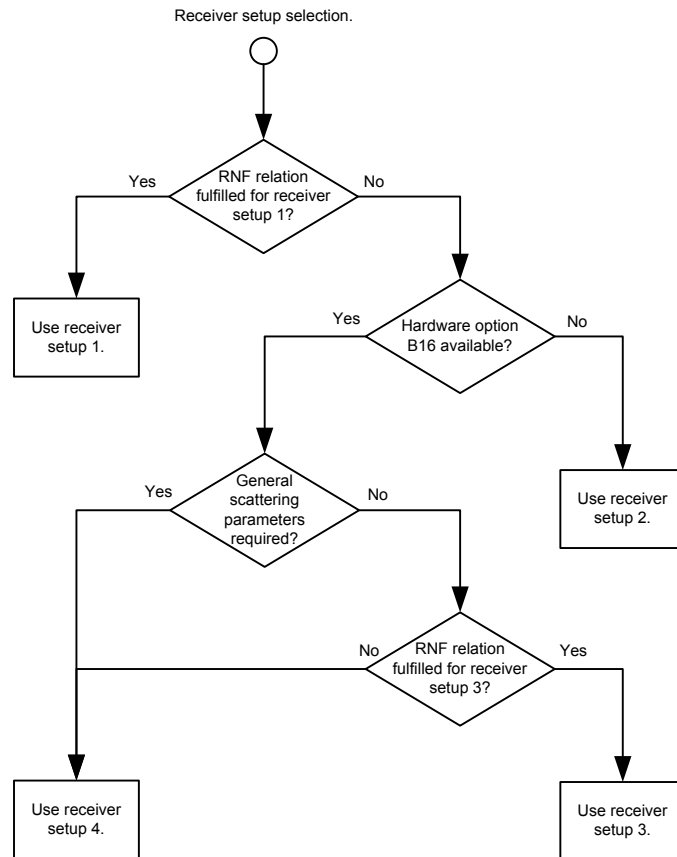 Receiver setup selection.
RNF relation
fulfilled for receiver
setup 1?
Yes
No
Use receiver
setup 1.
Hardware option
B16 available?
Yes
No
Use receiver
setup 2.
General
scattering
parameters
required?
Yes
No
RNF relation
fulfilled for receiver
setup 3?
No
Yes
Use receiver
setup 4.
Use receiver
setup 3.